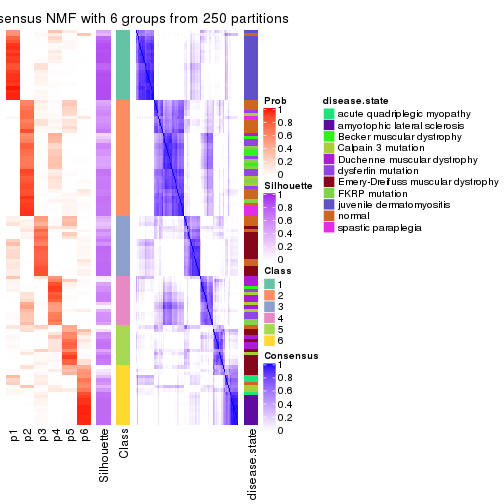 sensus NMF with 6 groups from 250 partitions
p1
p2
p3
p4
p5
p6
Silhouette
Class
disease.state
Prob
1
0.8
0.6
0.4
0.2
0
Silhouette
1
0.8
0.6
0.4
0.2
0
Class
1
2
3
4
5
6
Consensus
1
0.8
0.6
0.4
0.2
0
disease.state
acute quadriplegic myopathy
amyotophic lateral sclerosis
Becker muscular dystrophy
Calpain 3 mutation
Duchenne muscular dystrophy
dysferlin mutation
Emery-Dreifuss muscular dystrophy
FKRP mutation
juvenile dermatomyositis
normal
spastic paraplegia